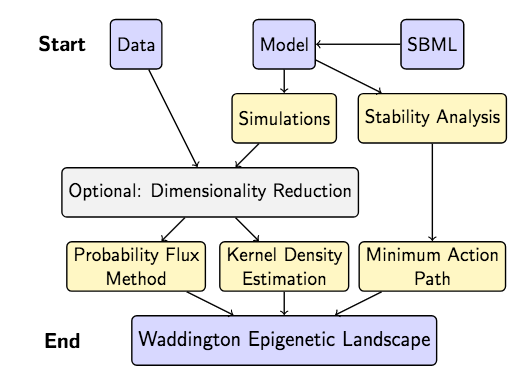 Start
Data
Model
SBML
Simulations
Stability Analysis
Optional: Dimensionality Reduction
Probability Flux
Method
Kernel Density
Estimation
Minimum Action
Path
End
Waddington Epigenetic Landscape